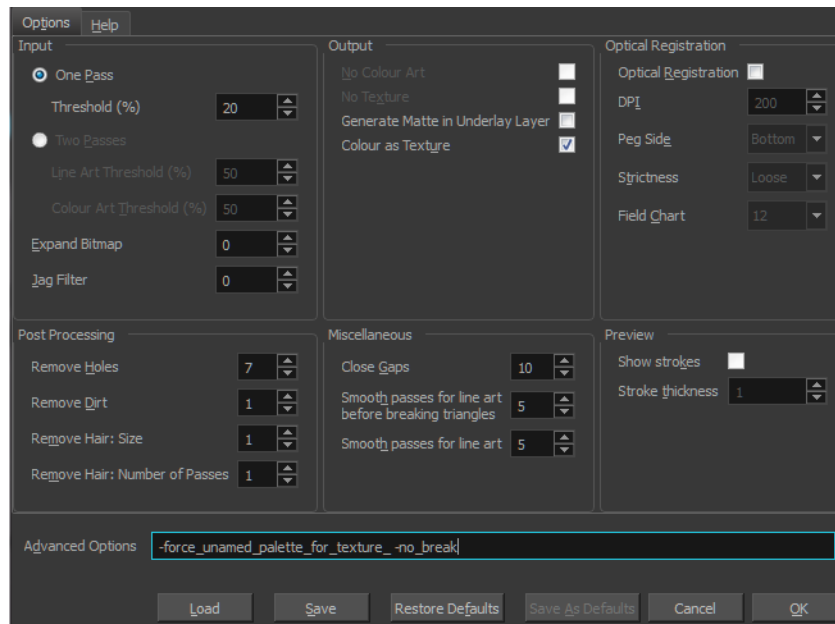 Options Help
Input
One Pass
Threshold (%) 20
Two Passes
Line Art Threshold (%) 50
Colour Art Threshold (%) 50
Expand Bitmap 0
Jag Filter 0
Output
No Colour Art
No Texture
Generate Matte in Underlay Layer
Colour as Texture
Optical Registration
Optical Registration
DPI 200
Peg Side Bottom
Strictness Loose
Field Chart 12
Post Processing
Remove Holes 7
Remove Dirt 1
Remove Hair: Size 1
Remove Hair: Number of Passes 1
Miscellaneous
Close Gaps 10
Smooth passes for line art
before breaking triangles 5
Smooth passes for line art 5
Preview
Show strokes
Stroke thickness 1
Advanced Options -force_unamed_palette_for_texture_ -no_break
Load Save Restore Defaults Save As Defaults Cancel OK